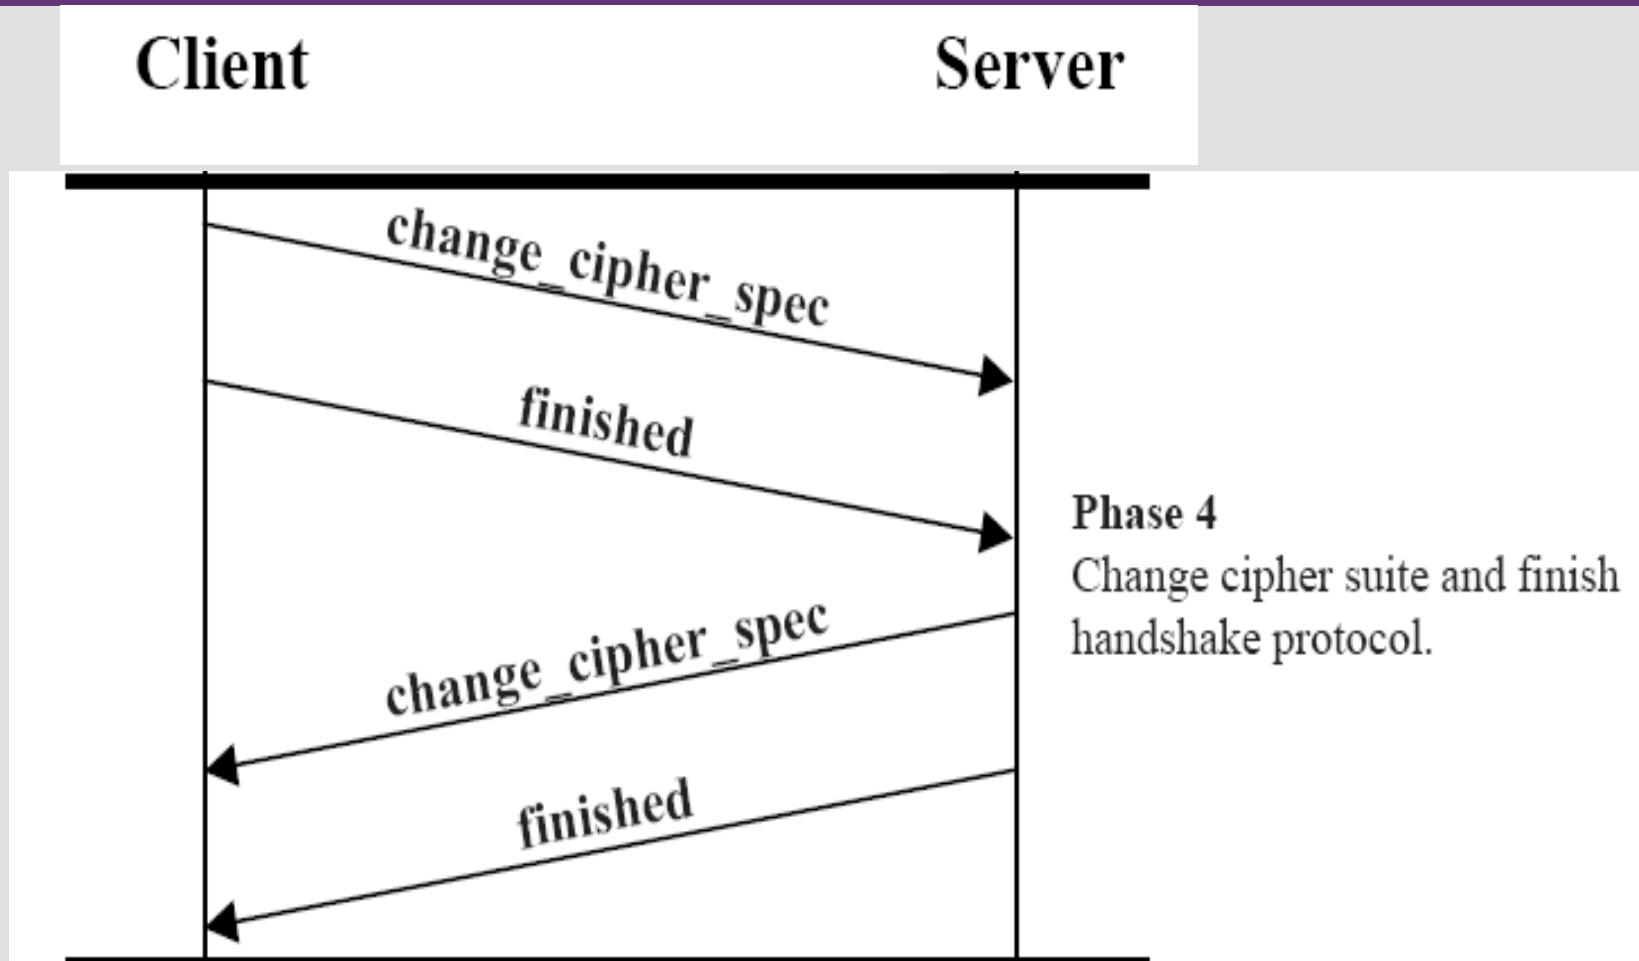 Client
Server
change_cipher_spec
finished
Phase 4
Change cipher suite and finish
handshake protocol.
change_cipher_spec
finished